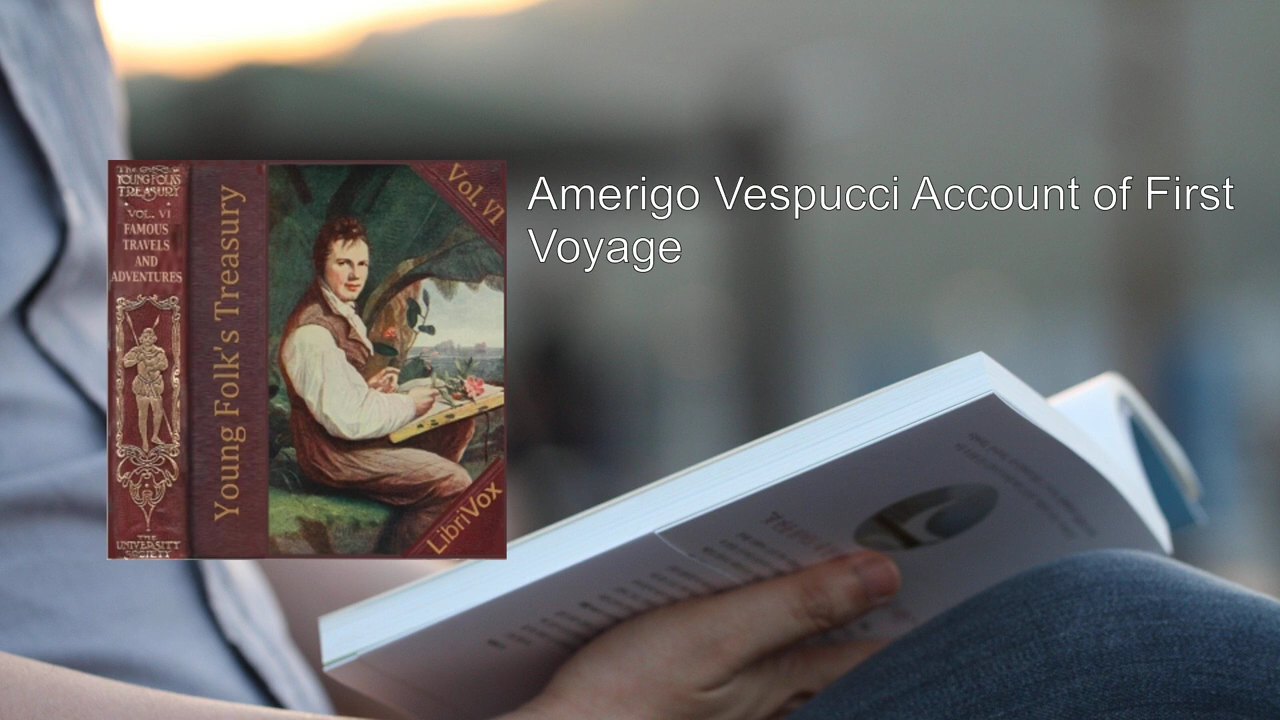 THE
YOUNG FOLKS
TREASURY
VOL. VI
FAMOUS
TRAVELS
AND
ADVENTURES
THE
UNIVERSITY
SOCIETY
Young Folk's Treasury
Vol. VI
LibriVox
Amerigo Vespucci Account of First
Voyage